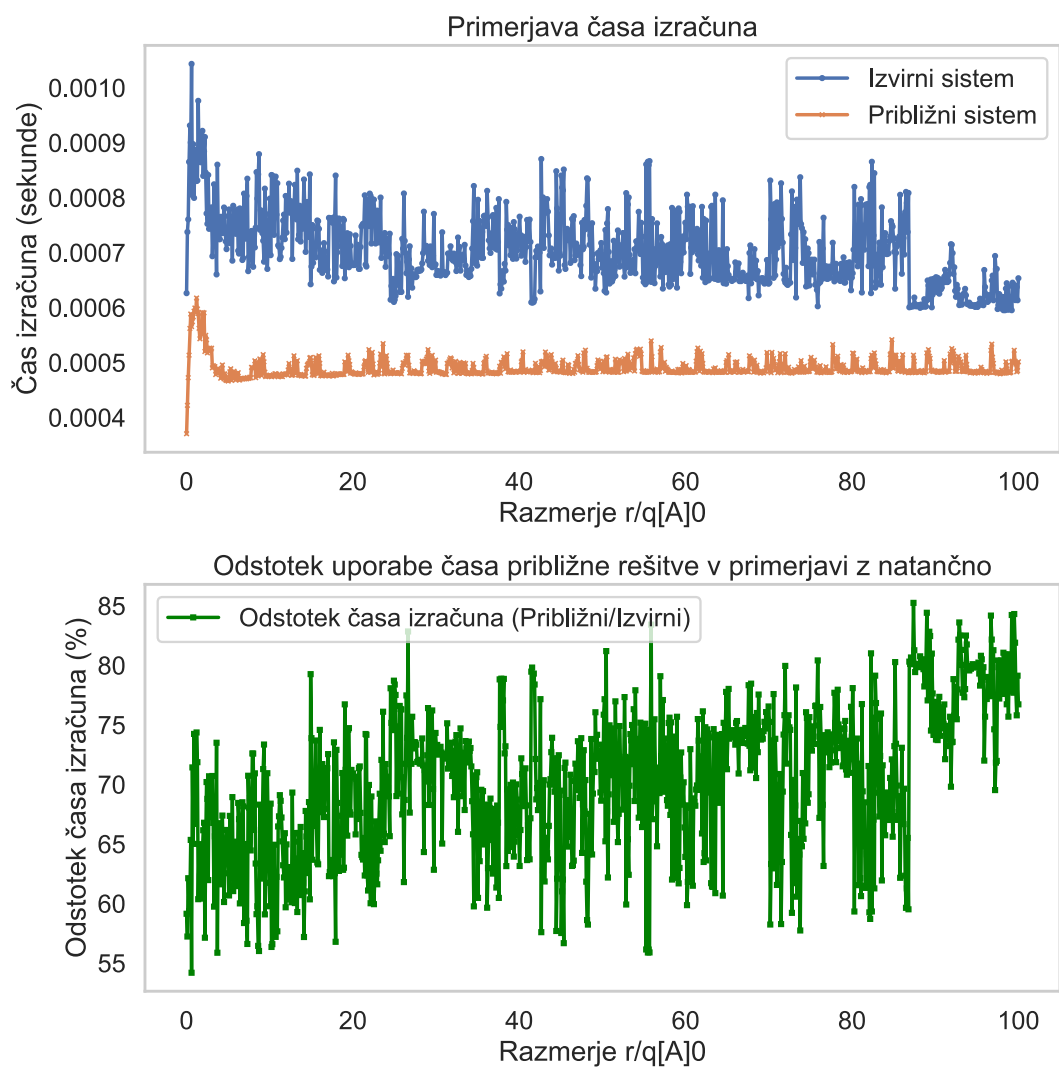 Primerjava časa izračuna
Čas izračuna (sekunde)
0.0010
0.0009
0.0008
0.0007
0.0006
0.0005
0.0004
Izvirni sistem
Približni sistem
0 20 40 60 80 100
Razmerje r/q[A]0
Odstotek uporabe časa približne rešitve v primerjavi z natančno
Odstotek časa izračuna (%)
85
80
75
70
65
60
55
Odstotek časa izračuna (Približni/Izvirni)
0 20 40 60 80 100
Razmerje r/q[A]0